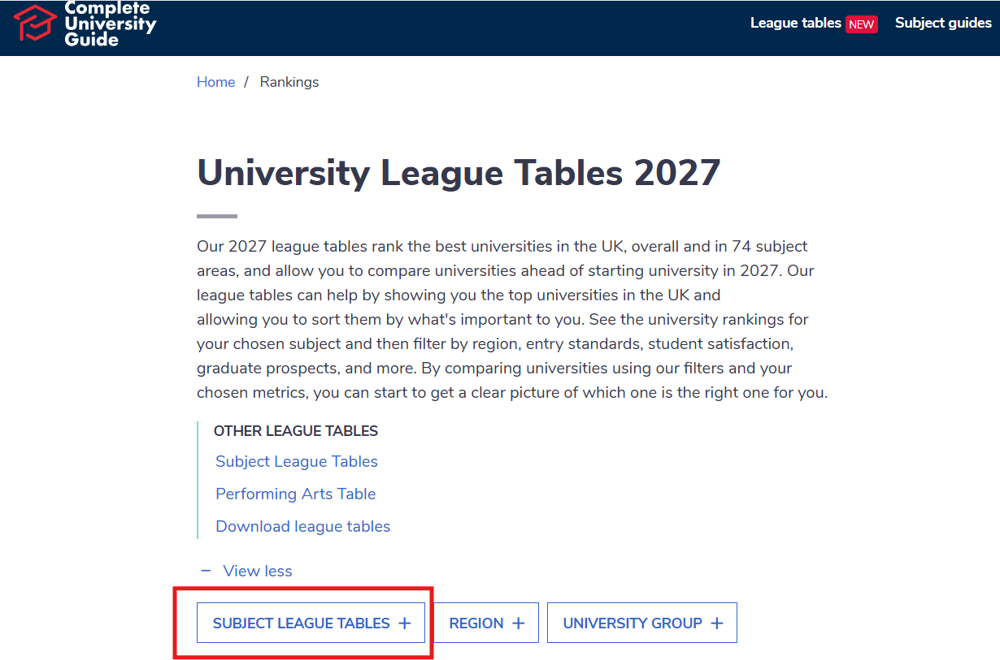 Complete
University
Guide
League tables NEW Subject guides
Home / Rankings
University League Tables 2027
Our 2027 league tables rank the best universities in the UK, overall and in 74 subject
areas, and allow you to compare universities ahead of starting university in 2027. Our
league tables can help by showing you the top universities in the UK and
allowing you to sort them by what's important to you. See the university rankings for
your chosen subject and then filter by region, entry standards, student satisfaction,
graduate prospects, and more. By comparing universities using our filters and your
chosen metrics, you can start to get a clear picture of which one is the right one for you.
OTHER LEAGUE TABLES
Subject League Tables
Performing Arts Table
Download league tables
− View less
SUBJECT LEAGUE TABLES + REGION + UNIVERSITY GROUP +